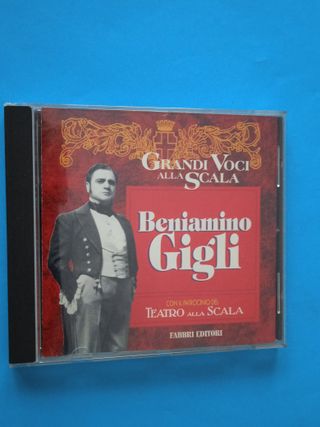 GRANDI VOCI
ALLA SCALA
Beniamino
Gigli
CON IL PATROCINIO DEL
TEATRO ALLA SCALA
FABBRI EDITORI